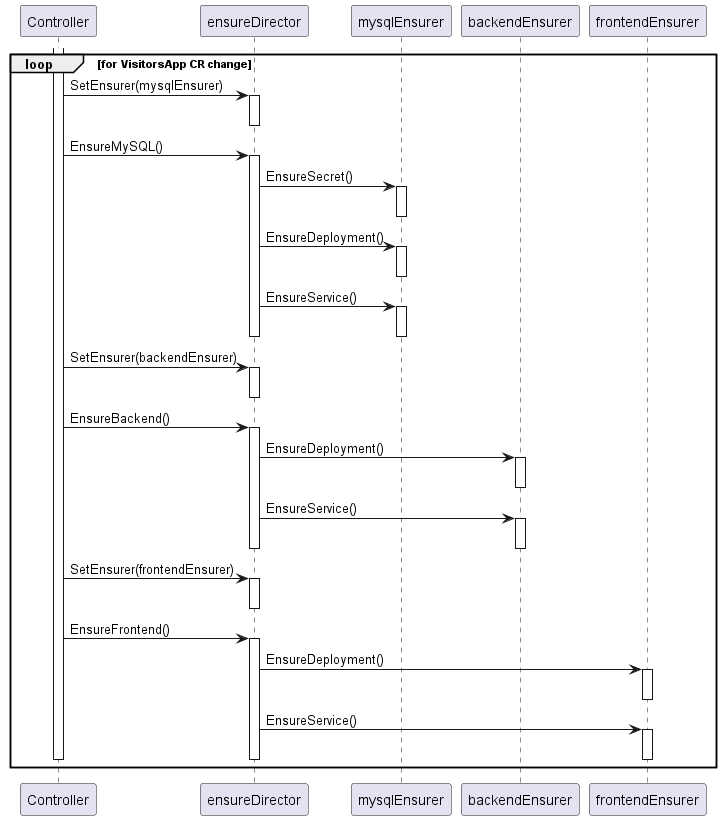 Controller ensureDirector mysqlEnsurer backendEnsurer frontendEnsurer
loop [for VisitorsApp CR change]
SetEnsurer(mysqlEnsurer)
EnsureMySQL()
EnsureSecret()
EnsureDeployment()
EnsureService()
SetEnsurer(backendEnsurer)
EnsureBackend()
EnsureDeployment()
EnsureService()
SetEnsurer(frontendEnsurer)
EnsureFrontend()
EnsureDeployment()
EnsureService()
Controller ensureDirector mysqlEnsurer backendEnsurer frontendEnsurer